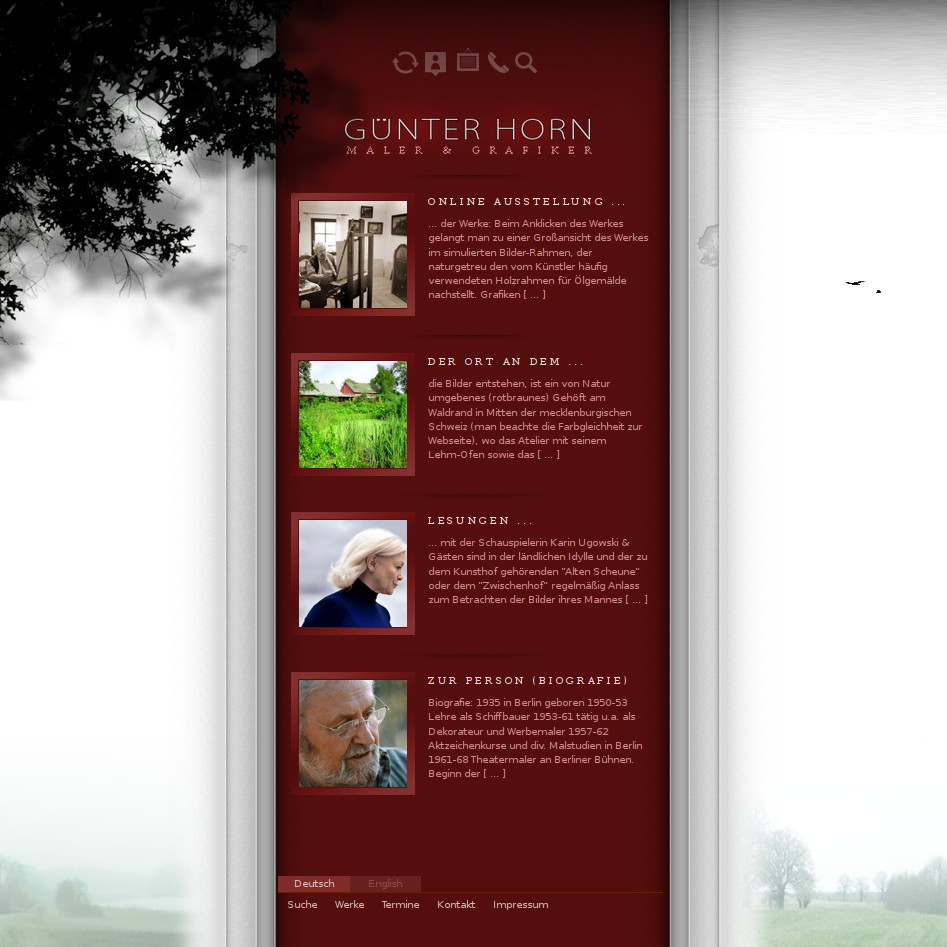 GÜNTER HORN
MALER & GRAFIKER
ONLINE AUSSTELLUNG ...
... der Werke: Beim Anklicken des Werkes
gelangt man zu einer Großansicht des Werkes
im simulierten Bilder-Rahmen, der
naturgetreu den vom Künstler häufig
verwendeten Holzrahmen für Ölgemälde
nachstellt. Grafiken [ ... ]
DER ORT AN DEM ...
die Bilder entstehen, ist ein von Natur
umgebenes (rotbraunes) Gehöft am
Waldrand in Mitten der mecklenburgischen
Schweiz (man beachte die Farbgleichheit zur
Webseite), wo das Atelier mit seinem
Lehm-Ofen sowie das [ ... ]
LESUNGEN ...
... mit der Schauspielerin Karin Ugowski &
Gästen sind in der ländlichen Idylle und der zu
dem Kunsthof gehörenden "Alten Scheune"
oder dem "Zwischenhof" regelmäßig Anlass
zum Betrachten der Bilder ihres Mannes [ ... ]
ZUR PERSON (BIOGRAFIE)
Biografie: 1935 in Berlin geboren 1950-53
Lehre als Schiffbauer 1953-61 tätig u.a. als
Dekorateur und Werbemaler 1957-62
Aktzeichenkurse und div. Malstudien in Berlin
1961-68 Theatermaler an Berliner Bühnen.
Beginn der [ ... ]
Deutsch English
Suche Werke Termine Kontakt Impressum